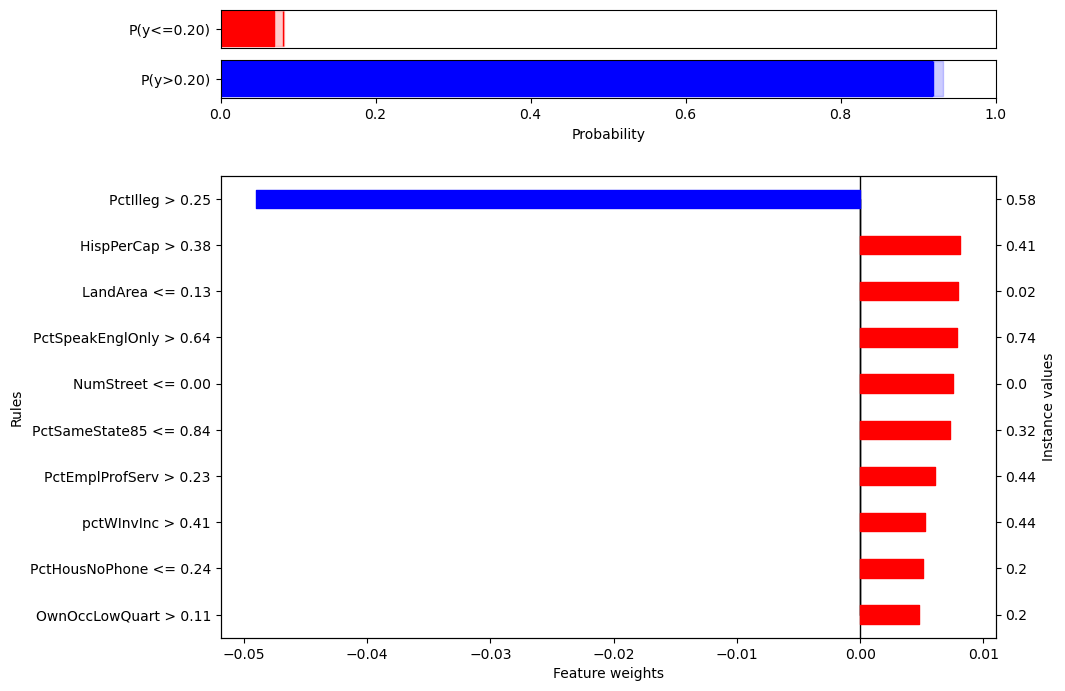 P(y<=0.20)
P(y>0.20)
0.0 0.2 0.4 0.6 0.8 1.0
Probability
PctIlleg > 0.25 0.58
HispPerCap > 0.38 0.41
LandArea <= 0.13 0.02
PctSpeakEnglOnly > 0.64 0.74
NumStreet <= 0.00 0.0
PctSameState85 <= 0.84 0.32
PctEmplProfServ > 0.23 0.44
pctWInvInc > 0.41 0.44
PctHousNoPhone <= 0.24 0.2
OwnOccLowQuart > 0.11 0.2
Rules
Instance values
−0.05 −0.04 −0.03 −0.02 −0.01 0.00 0.01
Feature weights